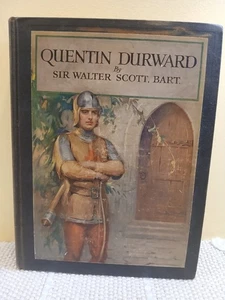 QUENTIN DURWARD
By
SIR WALTER SCOTT, BART.